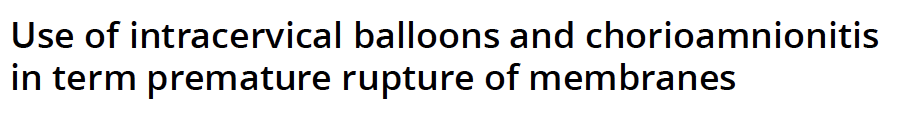 Use of intracervical balloons and chorioamnionitis
in term premature rupture of membranes